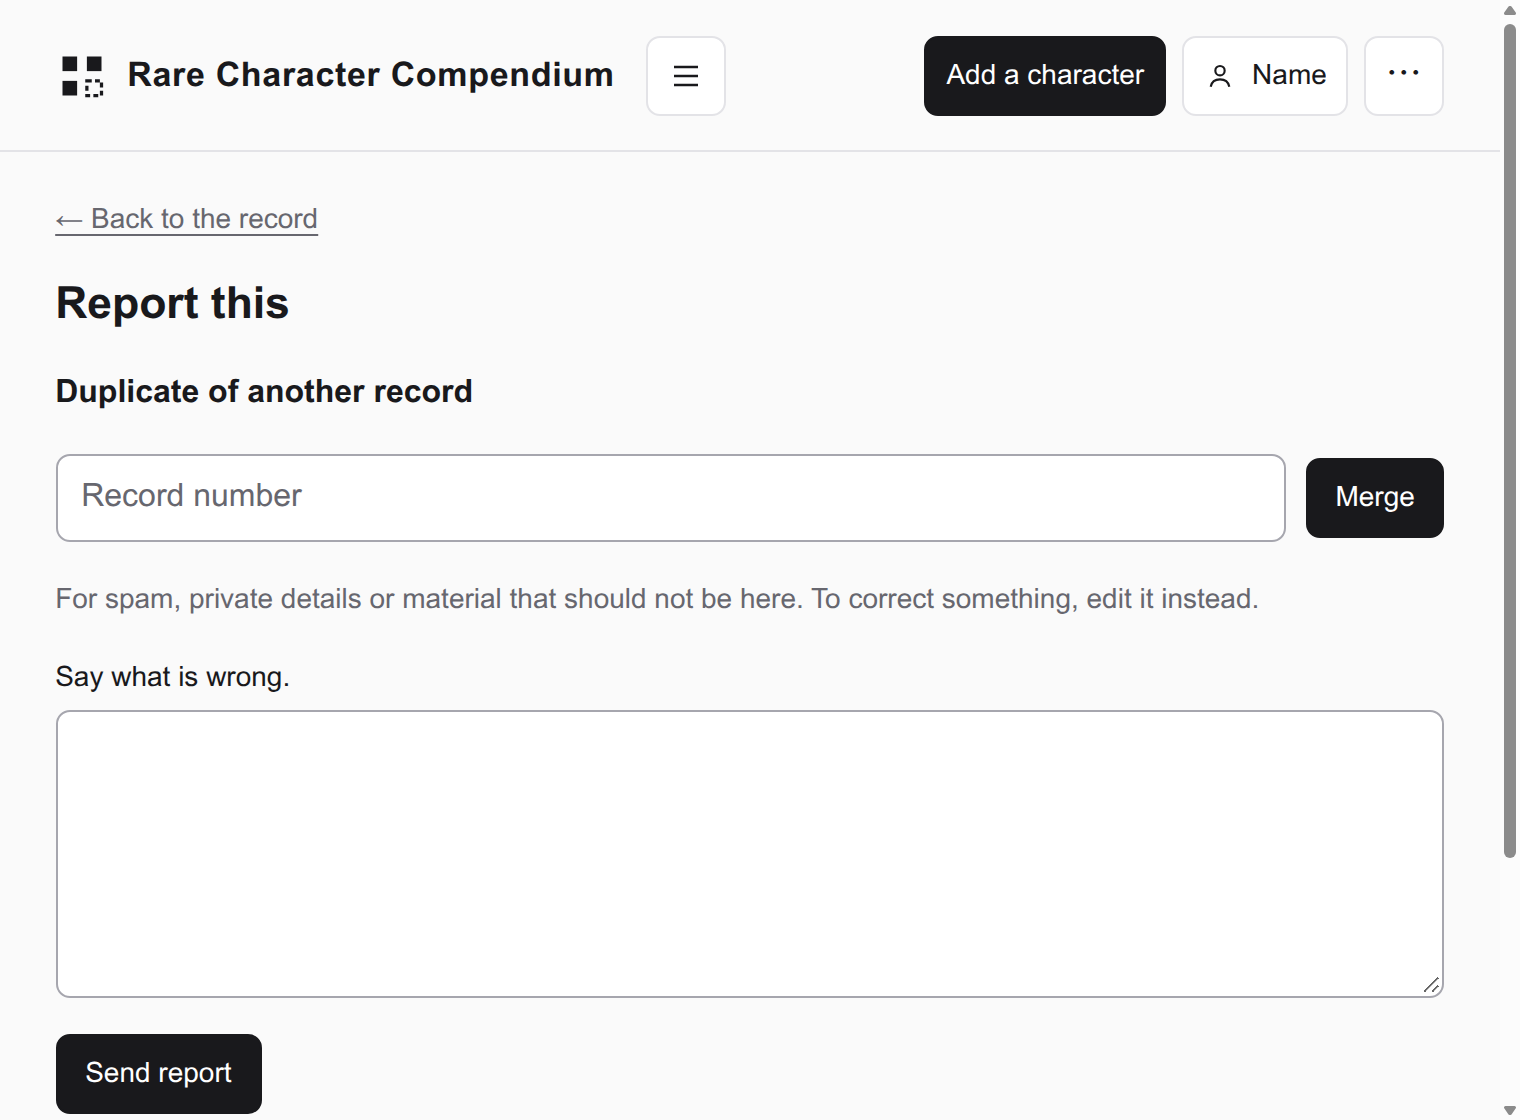 Rare Character Compendium
Add a character
Name
← Back to the record
Report this
Duplicate of another record
Record number
Merge
For spam, private details or material that should not be here. To correct something, edit it instead.
Say what is wrong.
Send report